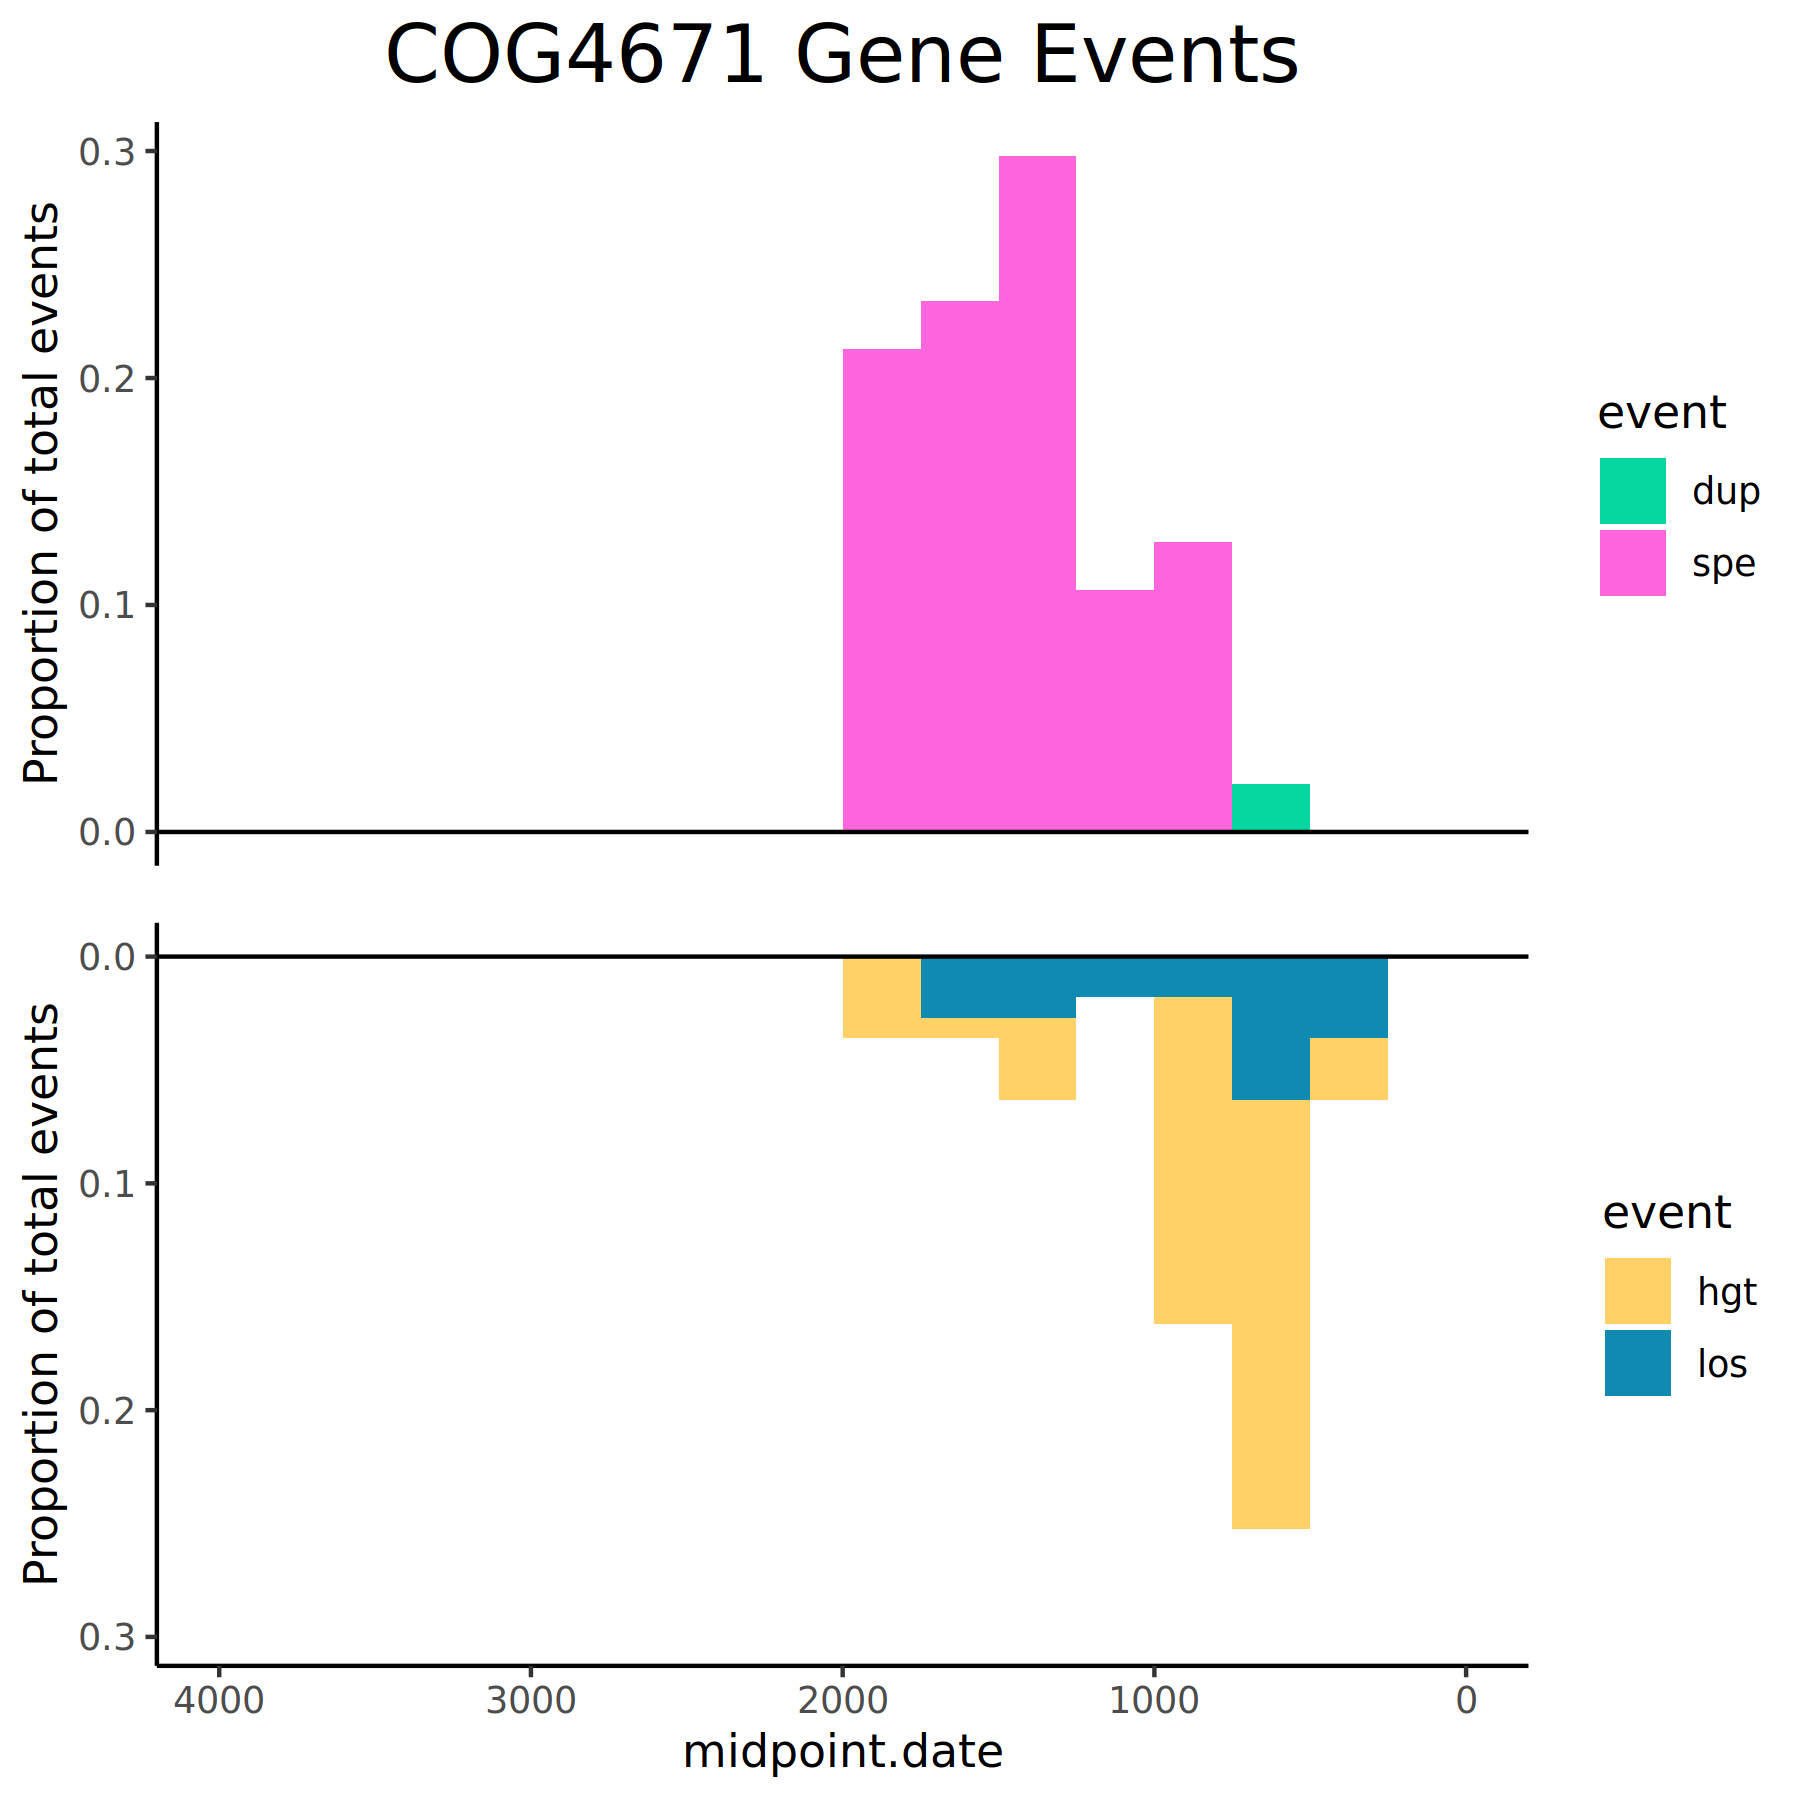 COG4671 Gene Events
Proportion of total events
0.3
0.2
0.1
0.0
event
dup
spe
Proportion of total events
0.0
0.1
0.2
0.3
event
hgt
los
4000 3000 2000 1000 0
midpoint.date